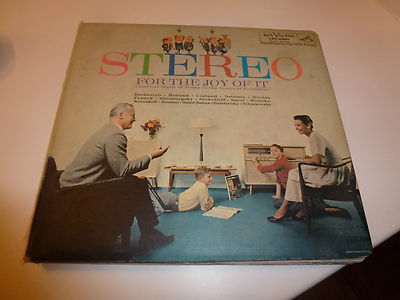 RCA VICTOR
STEREO
FOR THE JOY OF IT
Beethoven • Brahms • Copland • Debussy • Dvořák
Franck • Moussorgsky • Prokofieff • Ravel • Rimsky-
Korsakoff • Rossini • Saint-Saëns • Stravinsky • Tchaikovsky